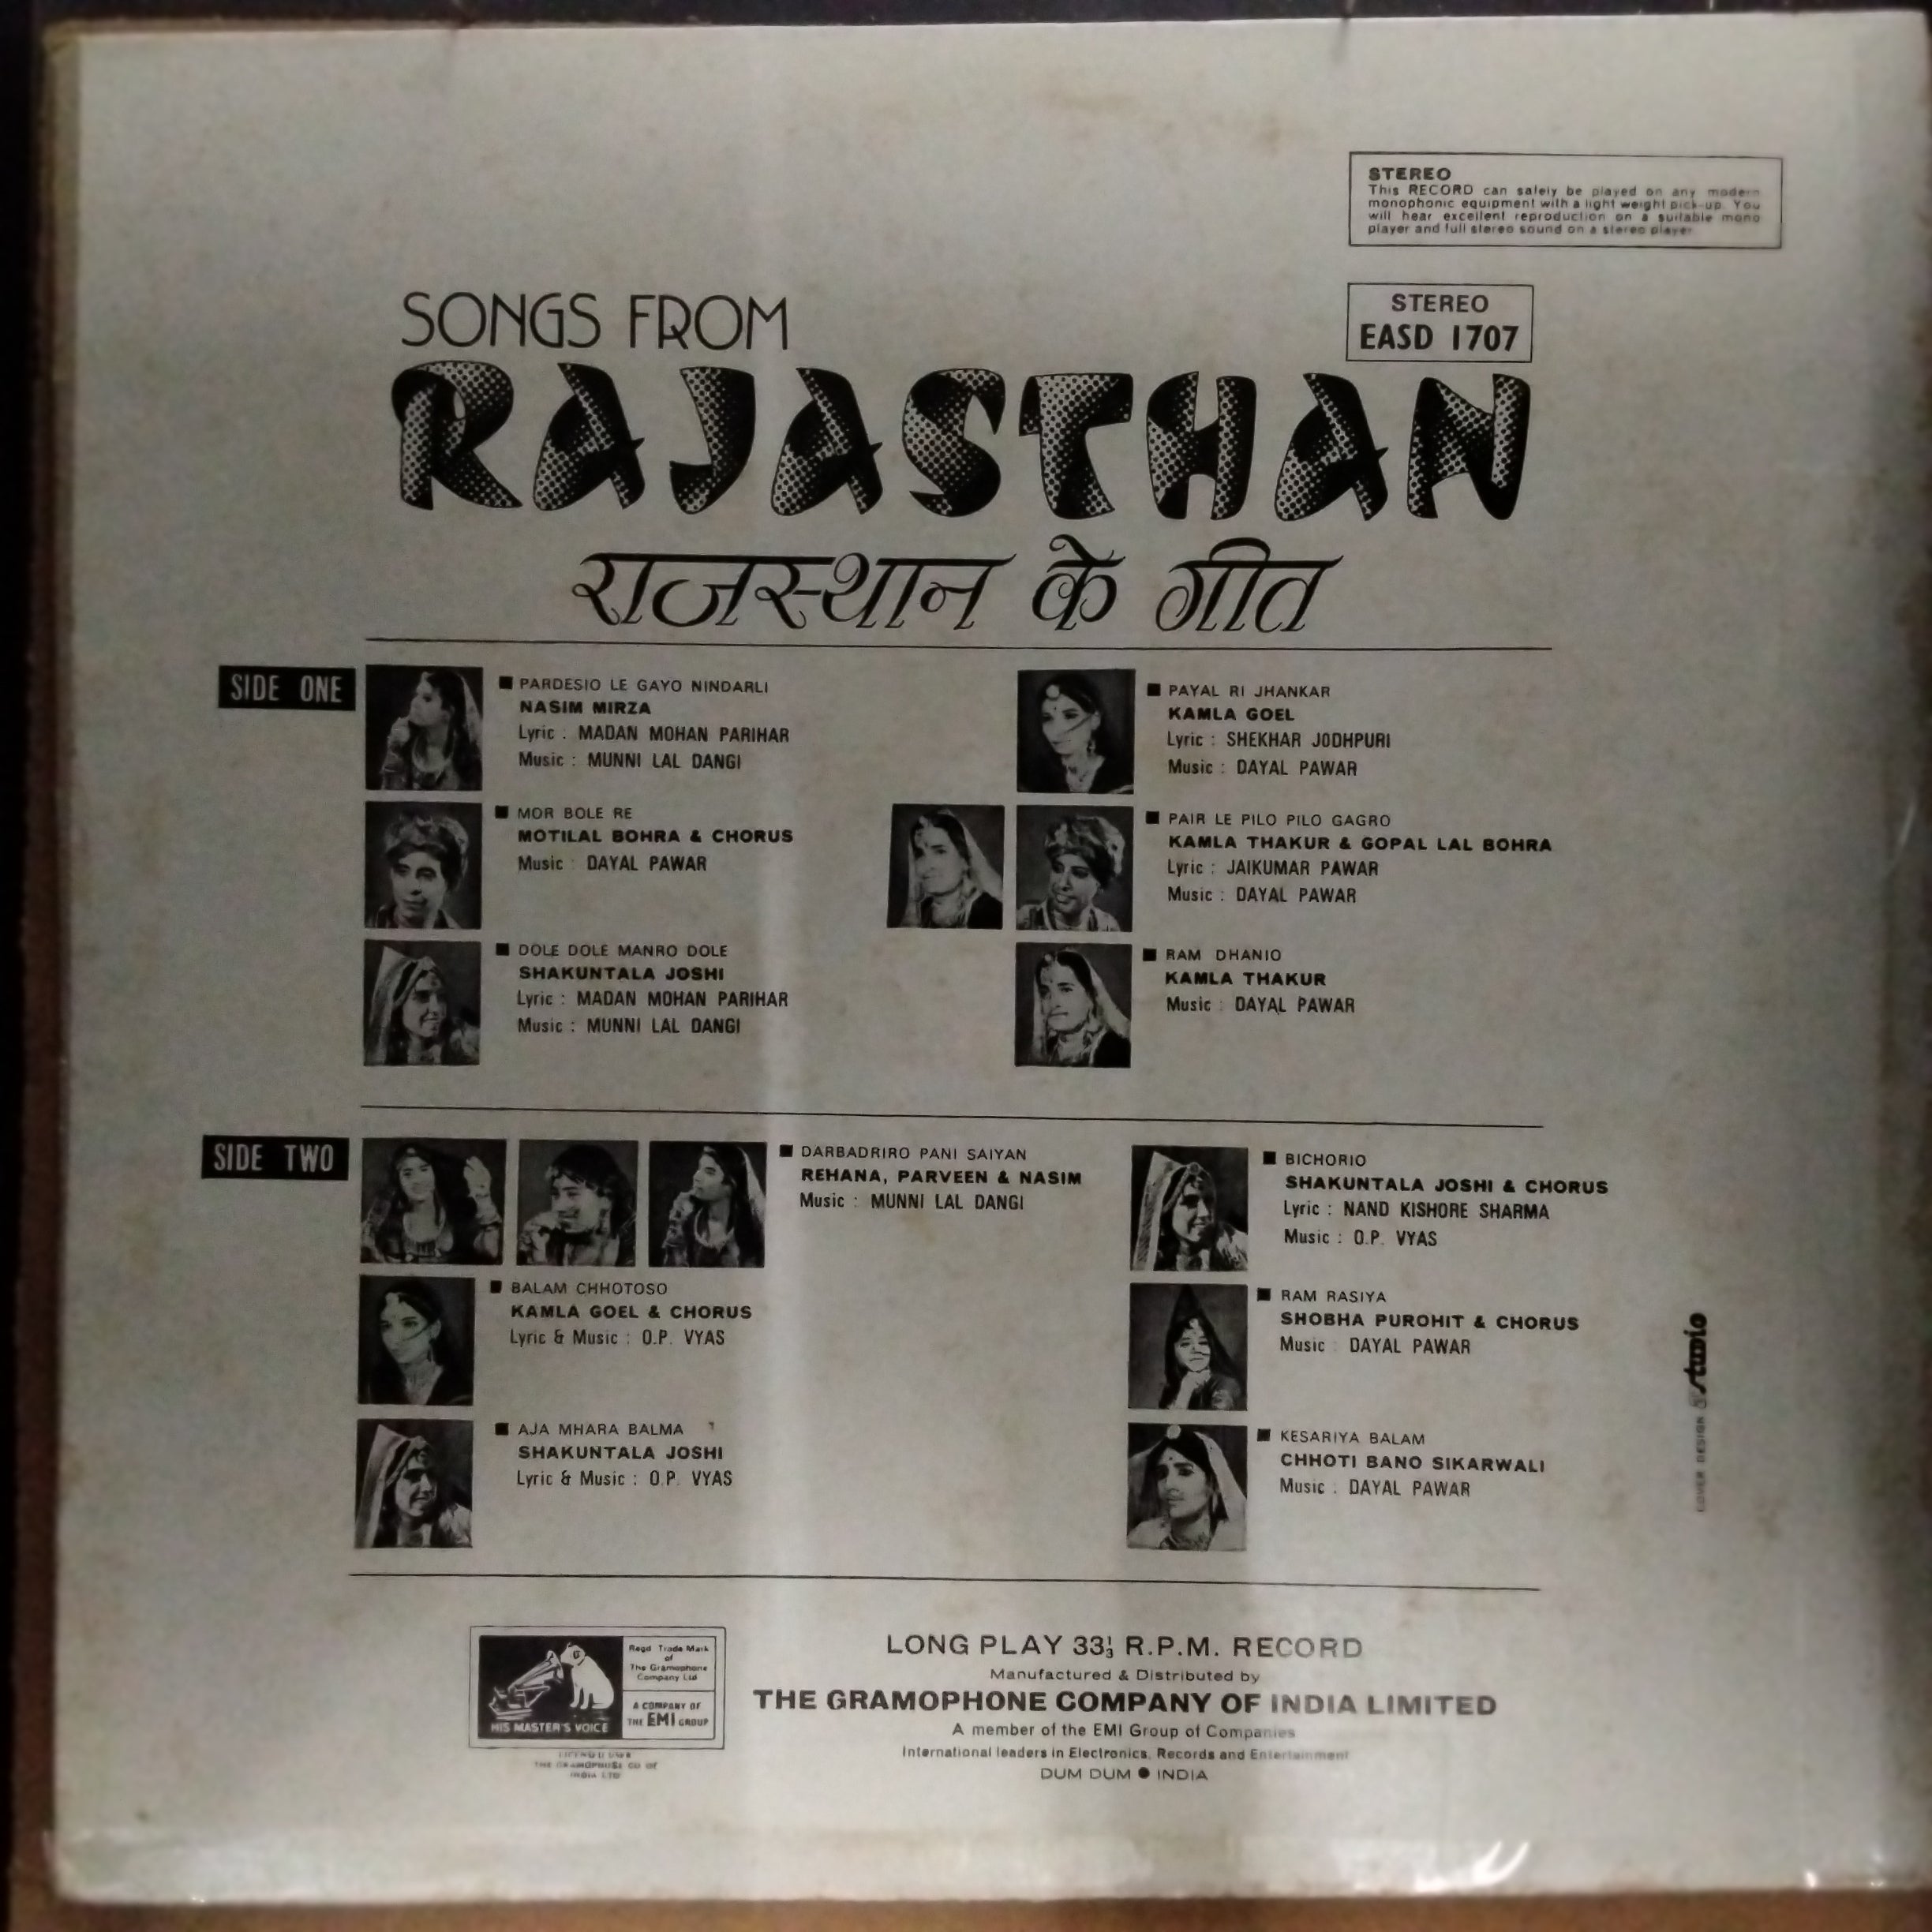 STEREO
This RECORD can safely be played on any modern
monophonic equipment with a light weight pick-up. You
will hear excellent reproduction on a suitable mono
player and full stereo sound on a stereo player
SONGS FROM
STEREO
EASD 1707
RAJASTHAN
राजस्थान के गीत
SIDE ONE
PARDESIO LE GAYO NINDARLI
NASIM MIRZA
Lyric : MADAN MOHAN PARIHAR
Music : MUNNI LAL DANGI
MOR BOLE RE
MOTILAL BOHRA & CHORUS
Music : DAYAL PAWAR
DOLE DOLE MANRO DOLE
SHAKUNTALA JOSHI
Lyric : MADAN MOHAN PARIHAR
Music : MUNNI LAL DANGI
PAYAL RI JHANKAR
KAMLA GOEL
Lyric : SHEKHAR JODHPURI
Music : DAYAL PAWAR
PAIR LE PILO PILO GAGRO
KAMLA THAKUR & GOPAL LAL BOHRA
Lyric : JAIKUMAR PAWAR
Music : DAYAL PAWAR
RAM DHANIO
KAMLA THAKUR
Music : DAYAL PAWAR
SIDE TWO
DARBADRIRO PANI SAIYAN
REHANA, PARVEEN & NASIM
Music : MUNNI LAL DANGI
BALAM CHHOTOSO
KAMLA GOEL & CHORUS
Lyric & Music : O.P. VYAS
AJA MHARA BALMA
SHAKUNTALA JOSHI
Lyric & Music : O.P. VYAS
BICHORIO
SHAKUNTALA JOSHI & CHORUS
Lyric : NAND KISHORE SHARMA
Music : O.P. VYAS
RAM RASIYA
SHOBHA PUROHIT & CHORUS
Music : DAYAL PAWAR
KESARIYA BALAM
CHHOTI BANO SIKARWALI
Music : DAYAL PAWAR
COVER DESIGN studio
HIS MASTER'S VOICE
Regd. Trade Mark
of
The Gramophone
Company Ltd
A COMPANY OF
THE EMI GROUP
THE GRAMOPHONE CO OF
INDIA LTD
LONG PLAY 33⅓ R.P.M. RECORD
Manufactured & Distributed by
THE GRAMOPHONE COMPANY OF INDIA LIMITED
A member of the EMI Group of Companies
International leaders in Electronics, Records and Entertainment
DUM DUM ● INDIA